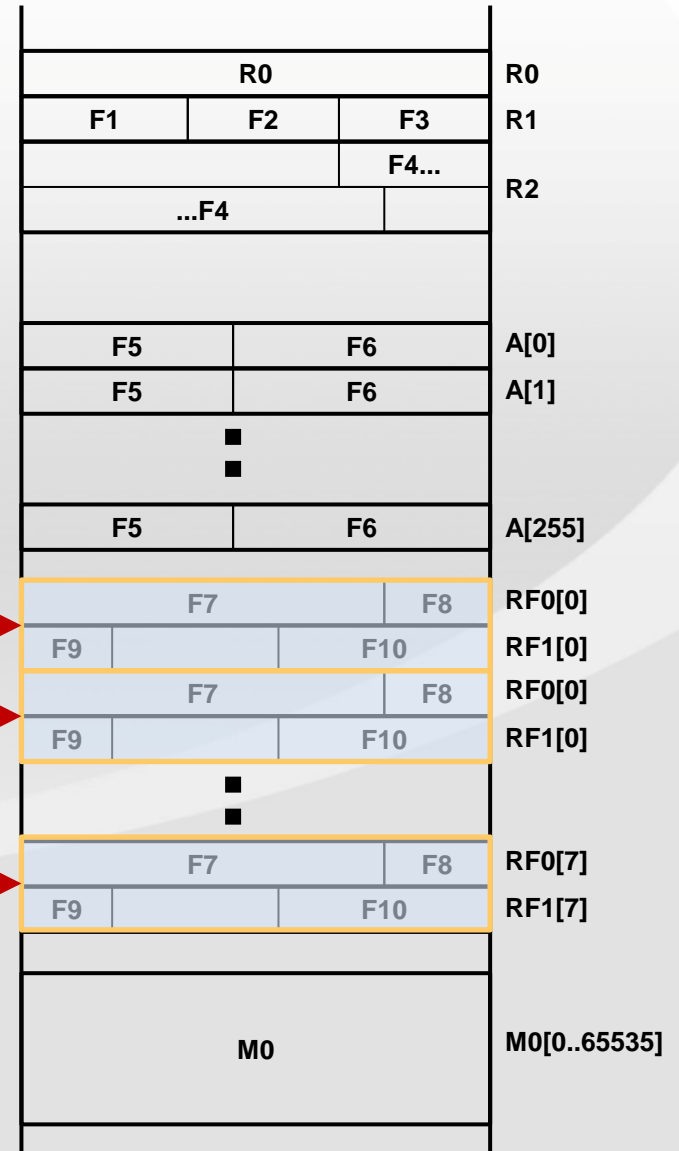 R0 R0
F1 F2 F3 R1
F4...
R2
...F4
F5 F6 A[0]
F5 F6 A[1]
F5 F6 A[255]
F7 F8 RF0[0]
F9 F10 RF1[0]
F7 F8 RF0[0]
F9 F10 RF1[0]
F7 F8 RF0[7]
F9 F10 RF1[7]
M0 M0[0..65535]